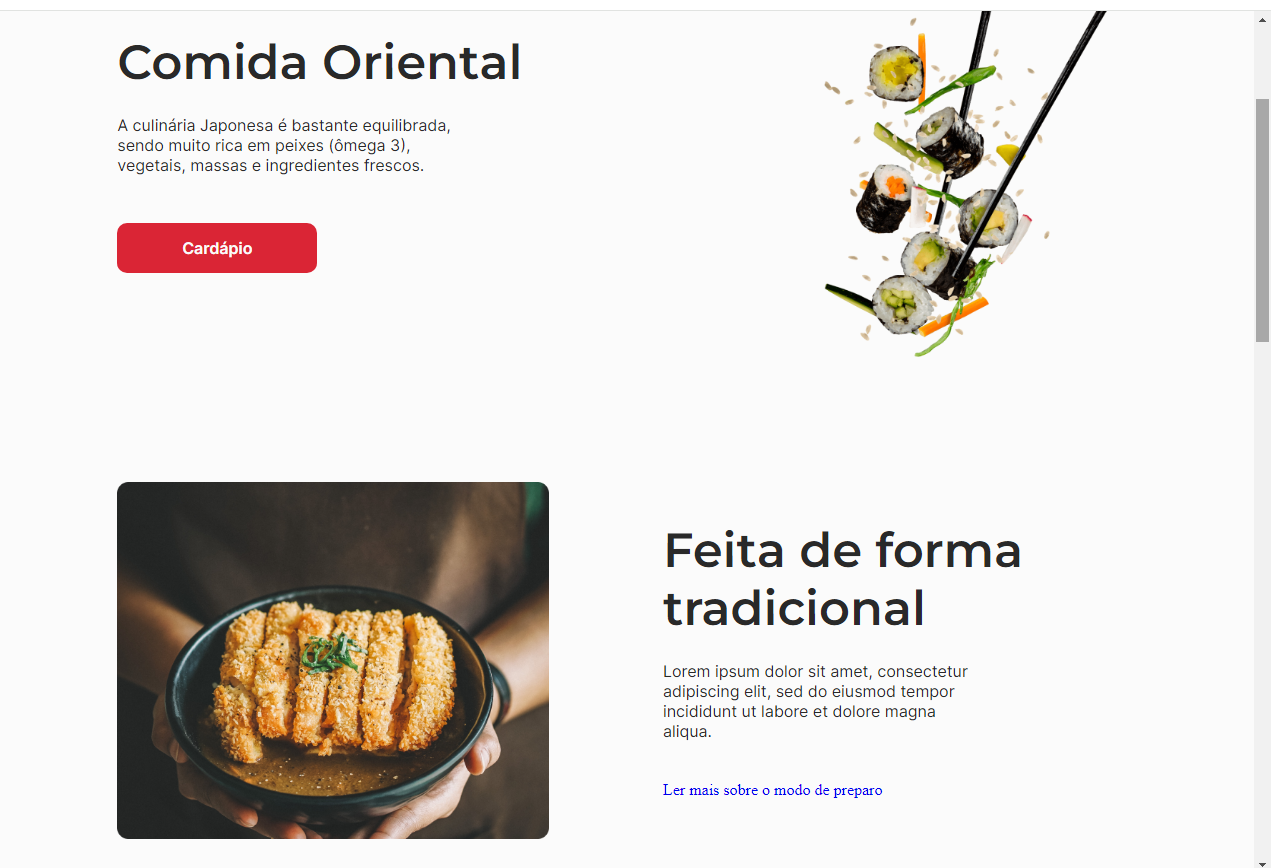 Comida Oriental
A culinária Japonesa é bastante equilibrada,
sendo muito rica em peixes (ômega 3),
vegetais, massas e ingredientes frescos.
Cardápio
Feita de forma
tradicional
Lorem ipsum dolor sit amet, consectetur
adipiscing elit, sed do eiusmod tempor
incididunt ut labore et dolore magna
aliqua.
Ler mais sobre o modo de preparo